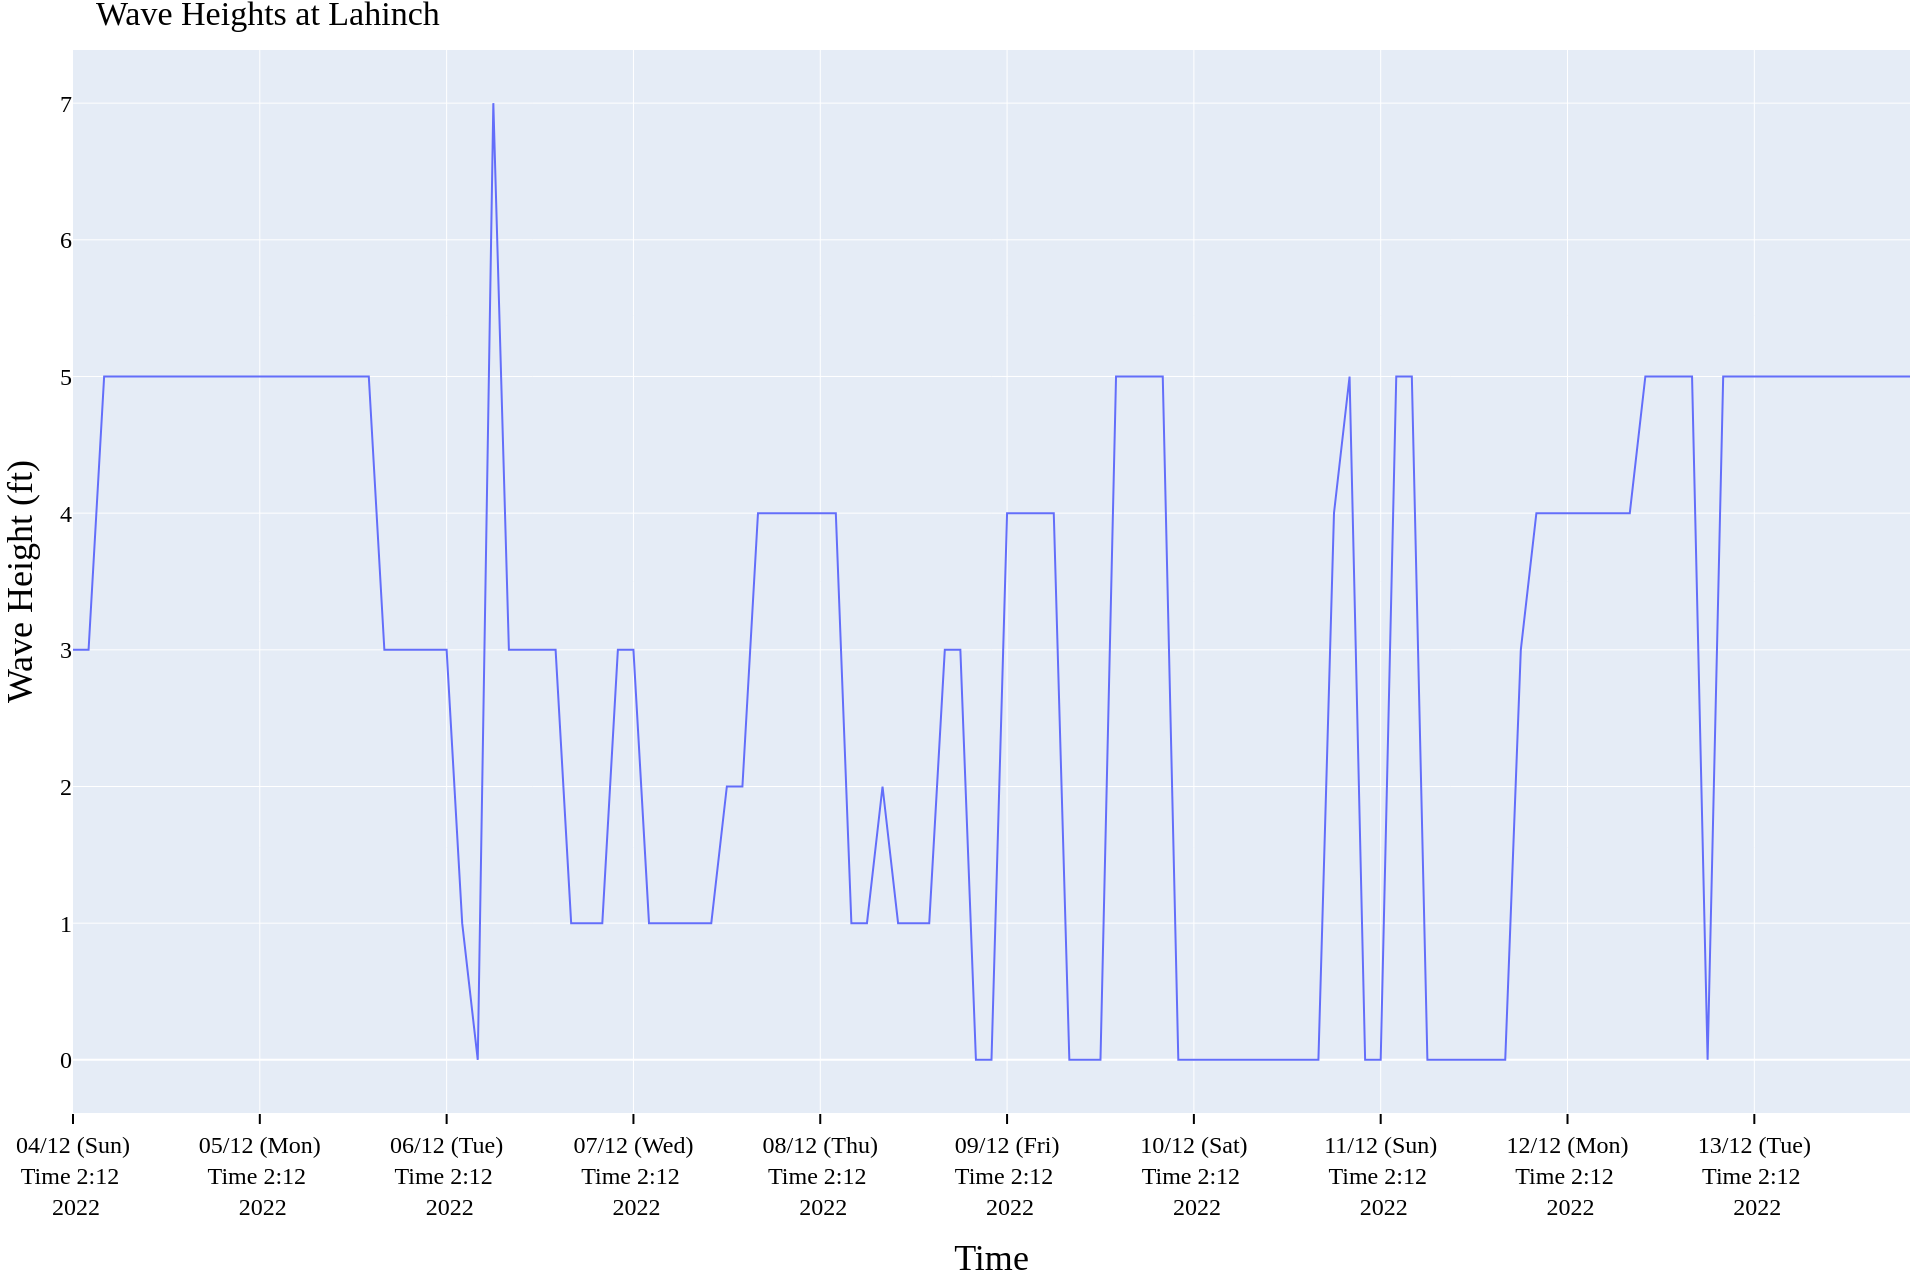 Wave Heights at Lahinch
Wave Height (ft)
7
6
5
4
3
2
1
0
04/12 (Sun)
Time 2:12
2022
05/12 (Mon)
Time 2:12
2022
06/12 (Tue)
Time 2:12
2022
07/12 (Wed)
Time 2:12
2022
08/12 (Thu)
Time 2:12
2022
09/12 (Fri)
Time 2:12
2022
10/12 (Sat)
Time 2:12
2022
11/12 (Sun)
Time 2:12
2022
12/12 (Mon)
Time 2:12
2022
13/12 (Tue)
Time 2:12
2022
Time